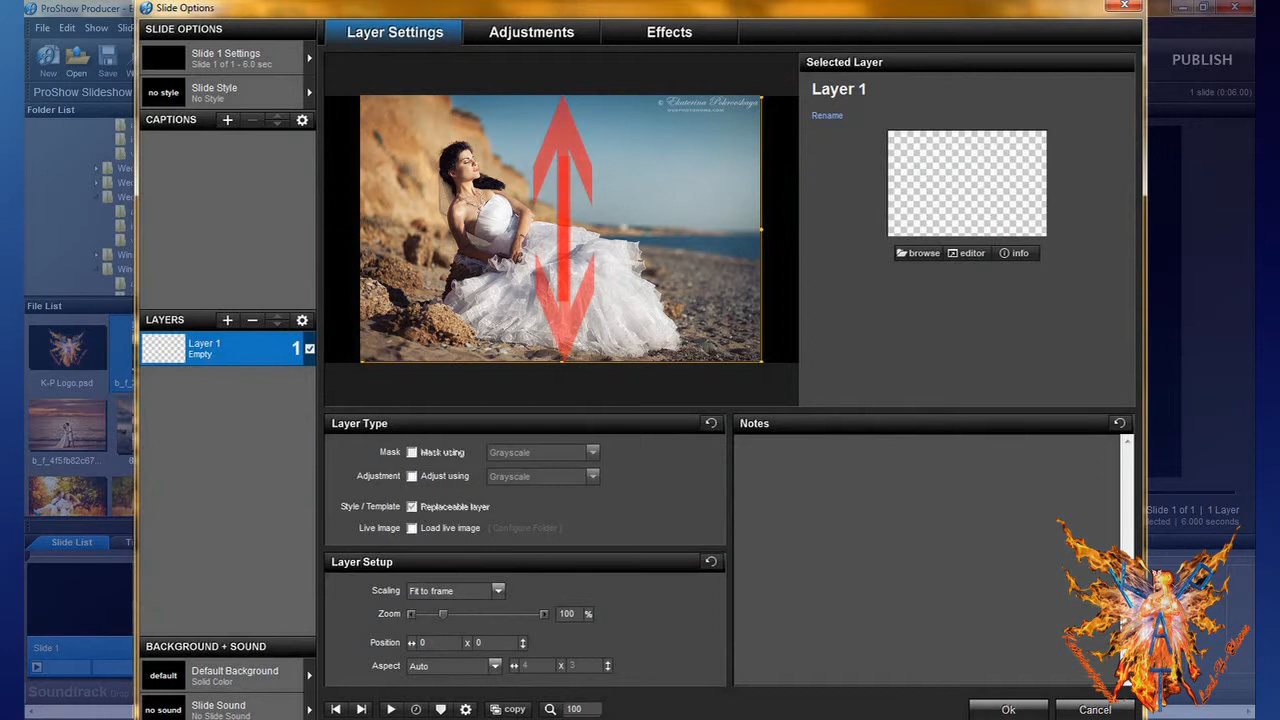 ProShow Producer -
Slide Options
File Edit Show
New Open Save
ProShow Slideshow
PUBLISH
1 slide (0:06.00)
Folder List
File List
K-P Logo.psd
b_f_4f5fb82c67...
Slide List
Slide 1
Soundtrack
SLIDE OPTIONS
Slide 1 Settings
Slide 1 of 1 - 6.0 sec
no style
Slide Style
No Style
CAPTIONS
LAYERS
Layer 1
Empty
1
BACKGROUND + SOUND
default
Default Background
Solid Color
no sound
Slide Sound
No Slide Sound
Layer Settings Adjustments Effects
© Ekaterina Pokrovskaya
Selected Layer
Layer 1
Rename
browse editor info
Layer Type
Mask Mask using Grayscale
Adjustment Adjust using Grayscale
Style / Template Replaceable layer
Live Image Load live image [ Configure Folder ]
Layer Setup
Scaling Fit to frame
Zoom 100 %
Position 0 x 0
Aspect Auto 4 x 3
Notes
copy 100
Ok Cancel
Slide 1 of 1 | 1 Layer
6.000 seconds